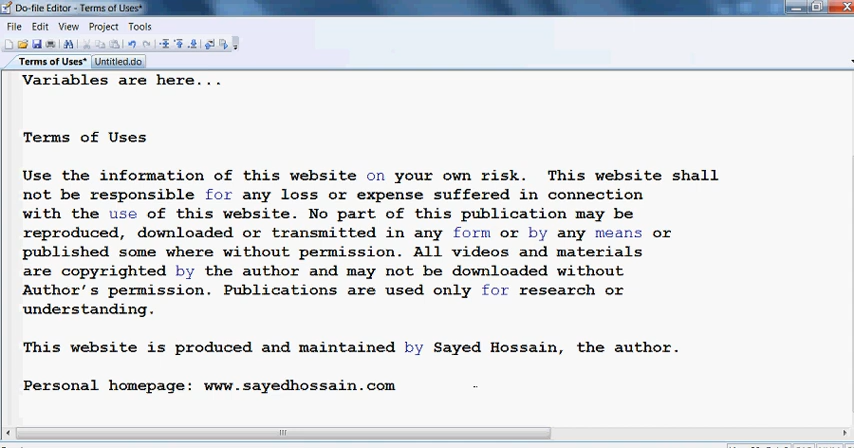 Do-file Editor - Terms of Uses*
File Edit View Project Tools
Terms of Uses* Untitled.do
Variables are here...
Terms of Uses
Use the information of this website on your own risk.  This website shall
not be responsible for any loss or expense suffered in connection
with the use of this website. No part of this publication may be
reproduced, downloaded or transmitted in any form or by any means or
published some where without permission. All videos and materials
are copyrighted by the author and may not be downloaded without
Author's permission. Publications are used only for research or
understanding.
This website is produced and maintained by Sayed Hossain, the author.
Personal homepage: www.sayedhossain.com